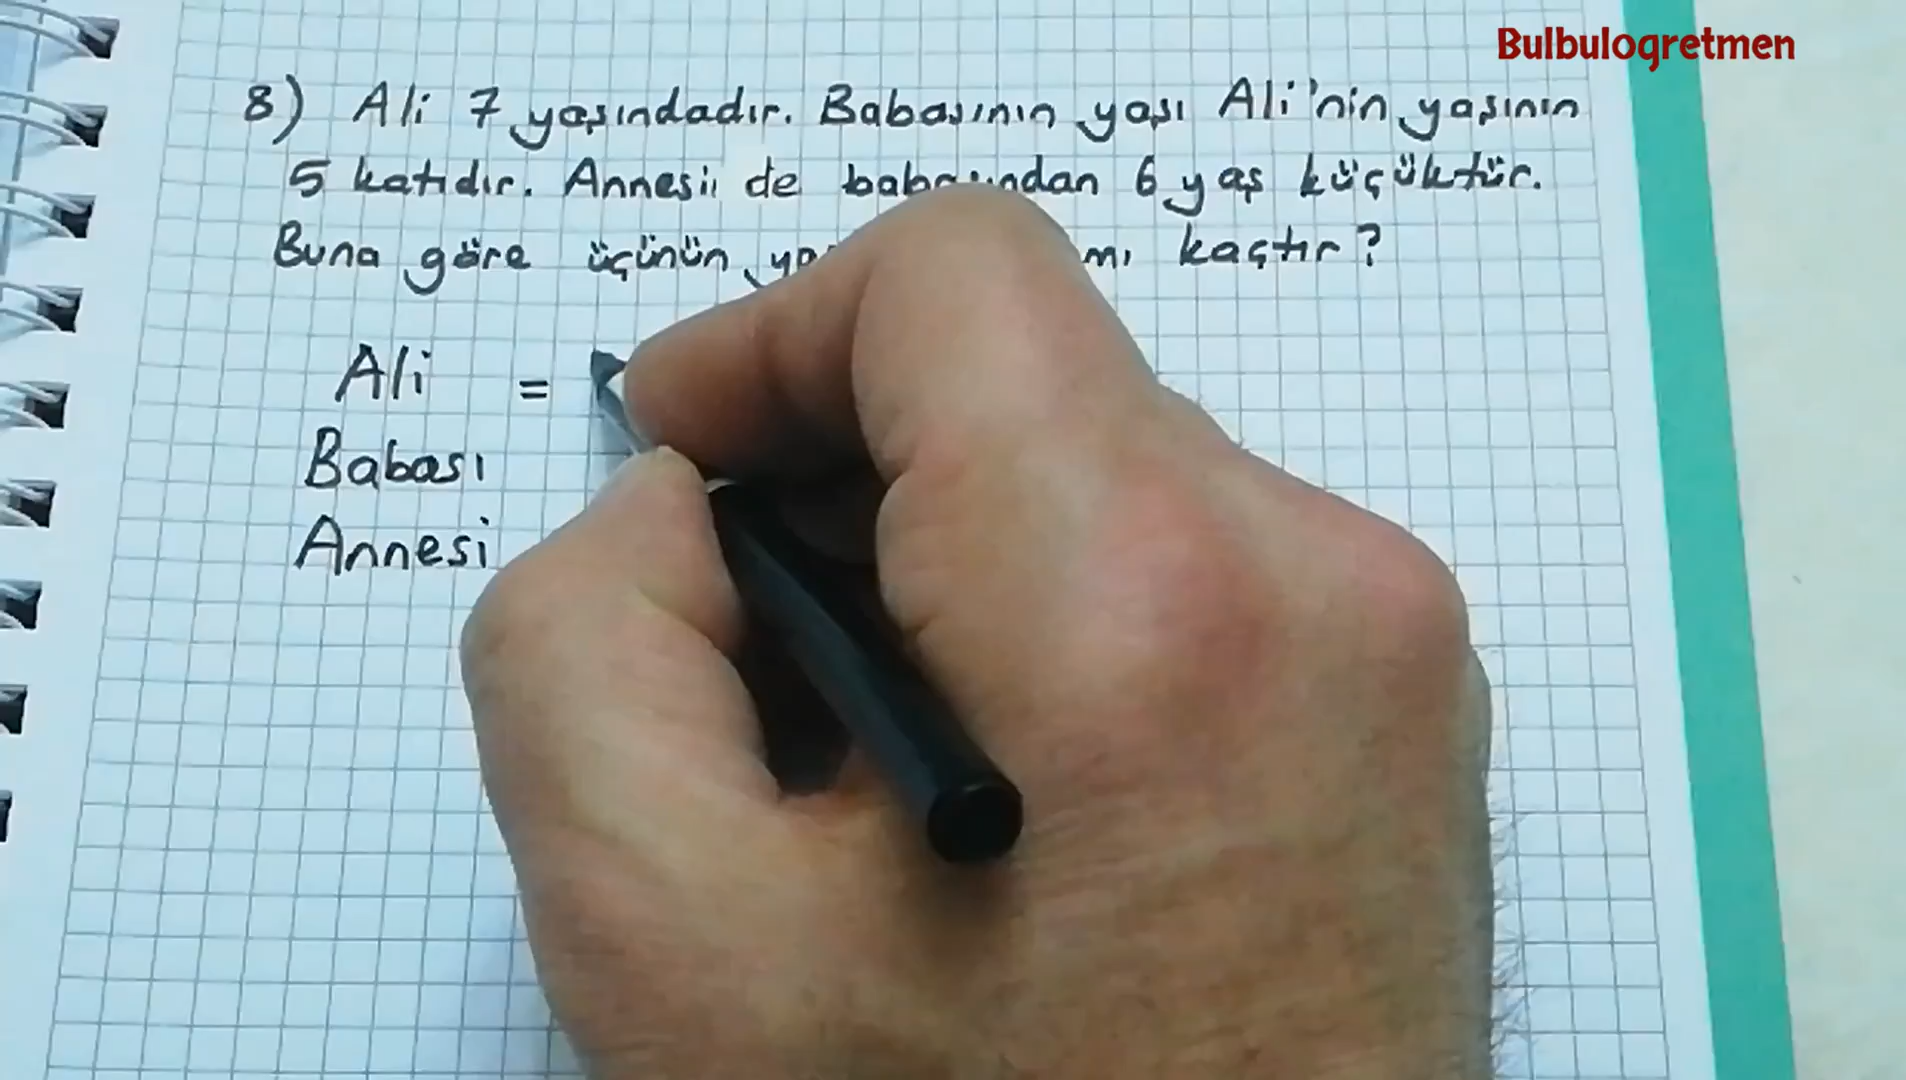 Bulbulogretmen
8) Ali 7 yaşındadır. Babasının yaşı Ali'nin yaşının
5 katıdır. Annesi de babasından 6 yaş küçüktür.
Buna göre üçünün kaçtır?
Ali =
Babası
Annesi